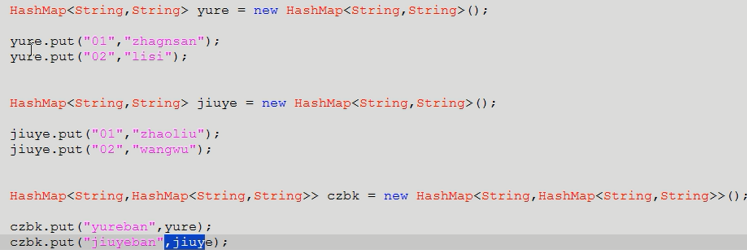 HashMap<String,String> yure = new HashMap<String,String>();
yure.put("01","zhagnsan");
yure.put("02","lisi");
HashMap<String,String> jiuye = new HashMap<String,String>();
jiuye.put("01","zhaoliu");
jiuye.put("02","wangwu");
HashMap<String,HashMap<String,String>> czbk = new HashMap<String,HashMap<String,String>>();
czbk.put("yureban",yure);
czbk.put("jiuyeban",jiuye);